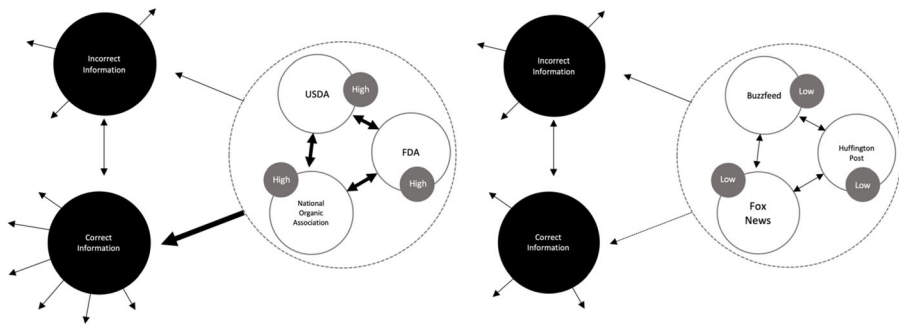 Incorrect
Information
USDA
High
FDA
High
High
National
Organic
Association
Correct
Information
Incorrect
Information
Buzzfeed
Low
Huffington
Post
Low
Low
Fox
News
Correct
Information